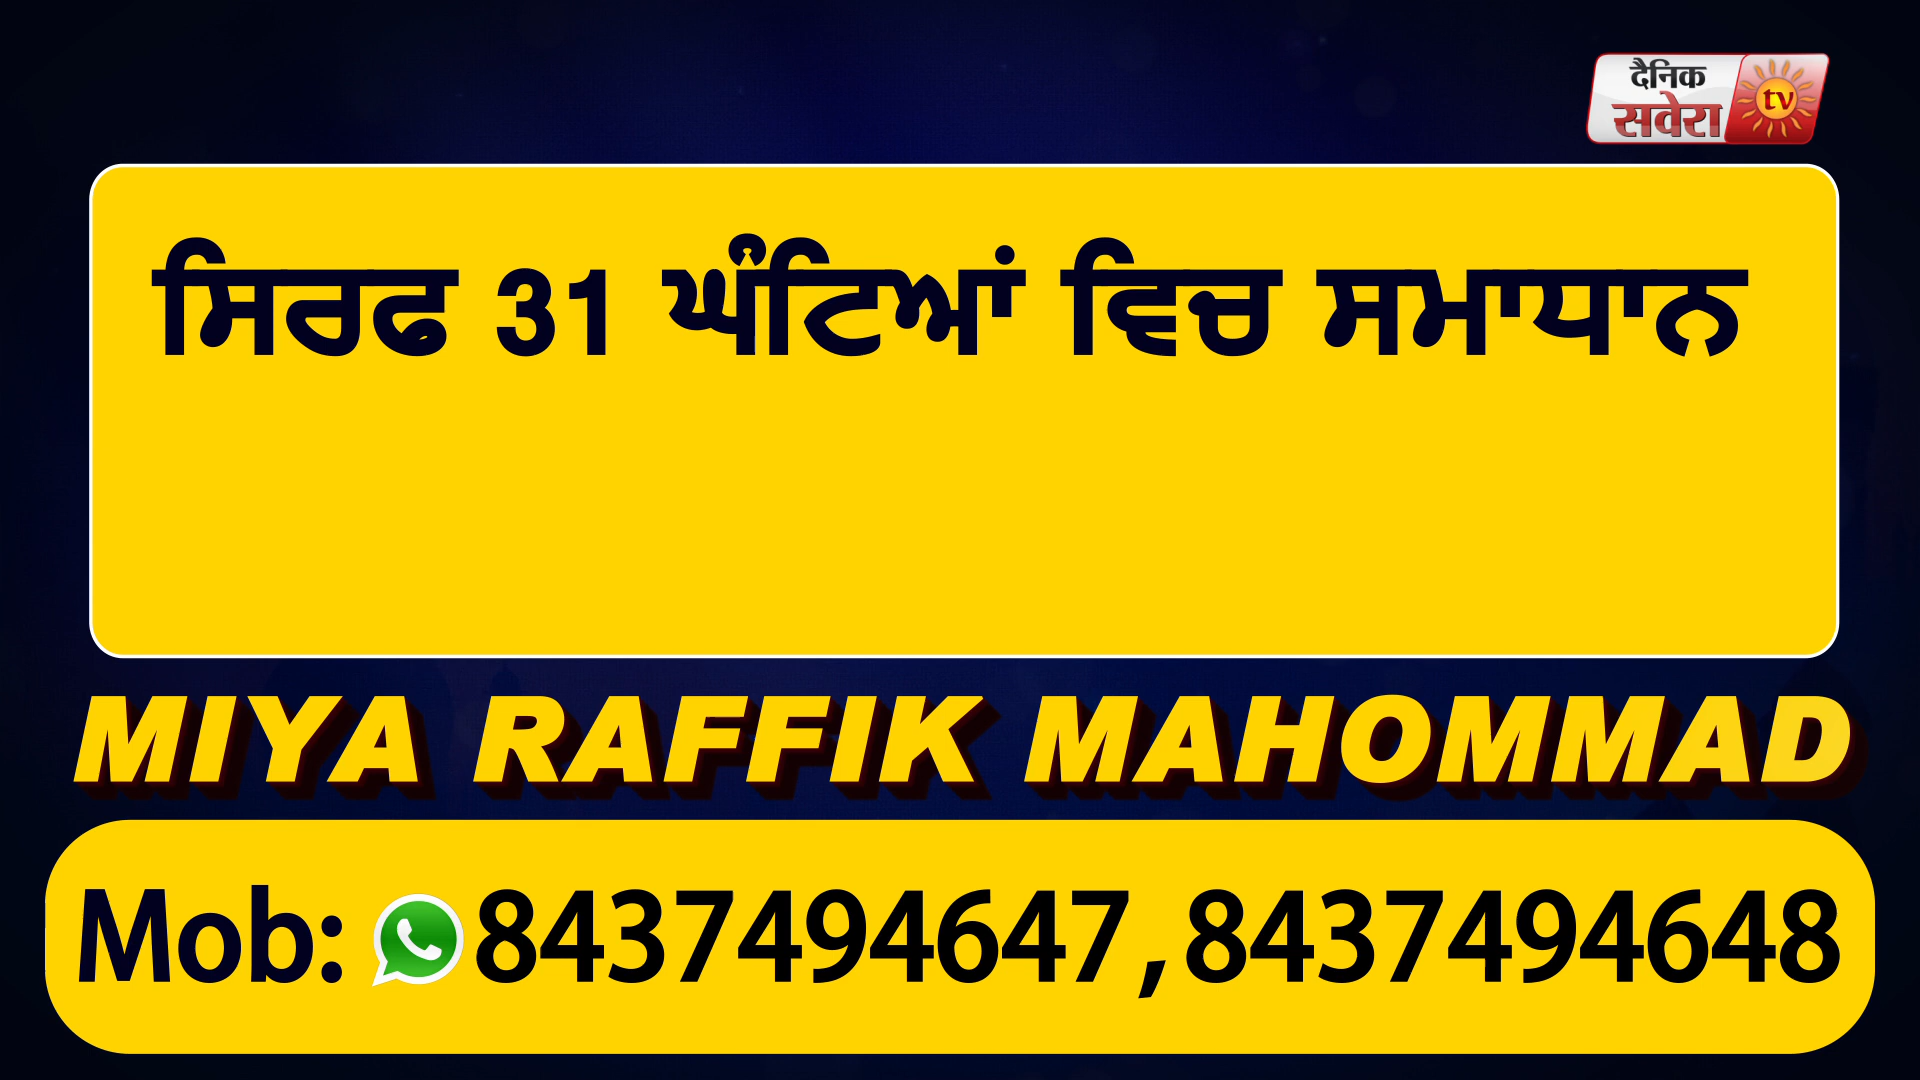 दैनिक
सवेरा tv
ਸਿਰਫ 31 ਘੰਟਿਆਂ ਵਿਚ ਸਮਾਧਾਨ
MIYA RAFFIK MAHOMMAD
Mob: 8437494647, 8437494648